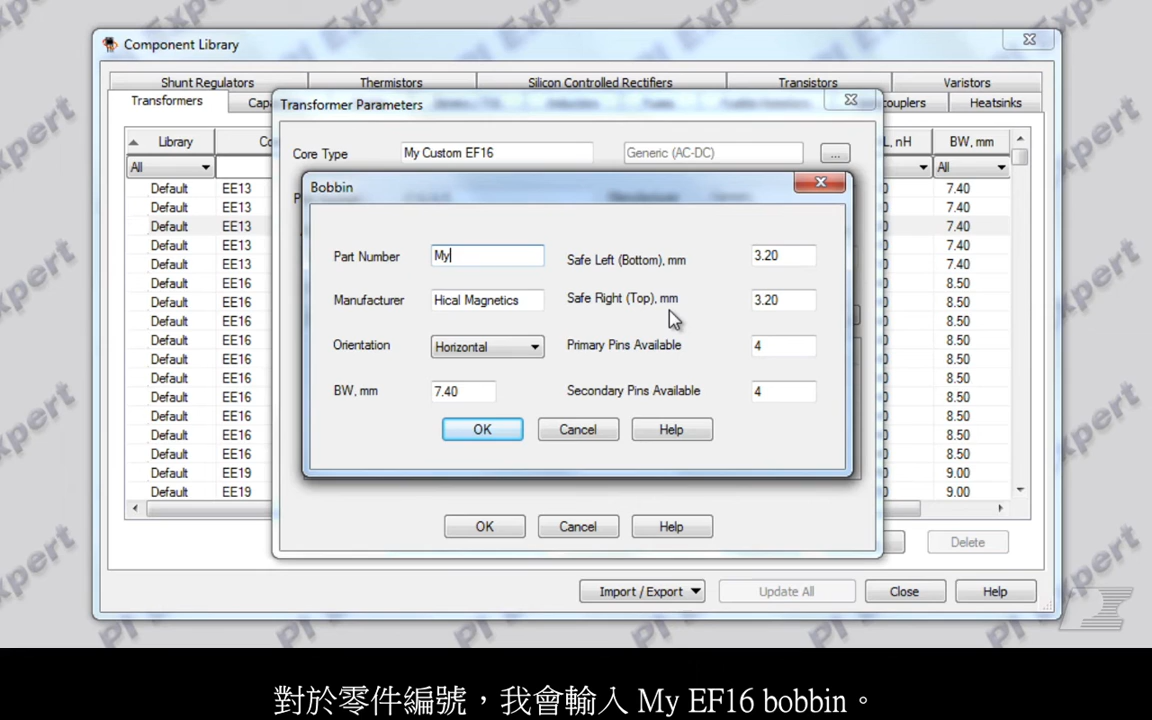 Component Library
Shunt Regulators Thermistors Silicon Controlled Rectifiers Transistors Varistors
Transformers Heatsinks
Transformer Parameters
Library BW, mm
Core Type My Custom EF16 Generic (AC-DC) ...
All All
Bobbin
Default EE13 7.40
Default EE13 7.40
Default EE13 7.40
Default EE13 7.40
Default EE13 7.40
Default EE16 8.50
Default EE16 8.50
Default EE16 8.50
Default EE16 8.50
Default EE16 8.50
Default EE16 8.50
Default EE16 8.50
Default EE16 8.50
Default EE16 8.50
Default EE16 8.50
Default EE19 9.00
Default EE19 9.00
Part Number My Safe Left (Bottom), mm 3.20
Manufacturer Hical Magnetics Safe Right (Top), mm 3.20
Orientation Horizontal Primary Pins Available 4
BW, mm 7.40 Secondary Pins Available 4
OK Cancel Help
OK Cancel Help
Delete
Import / Export Update All Close Help
對於零件編號，我會輸入 My EF16 bobbin。